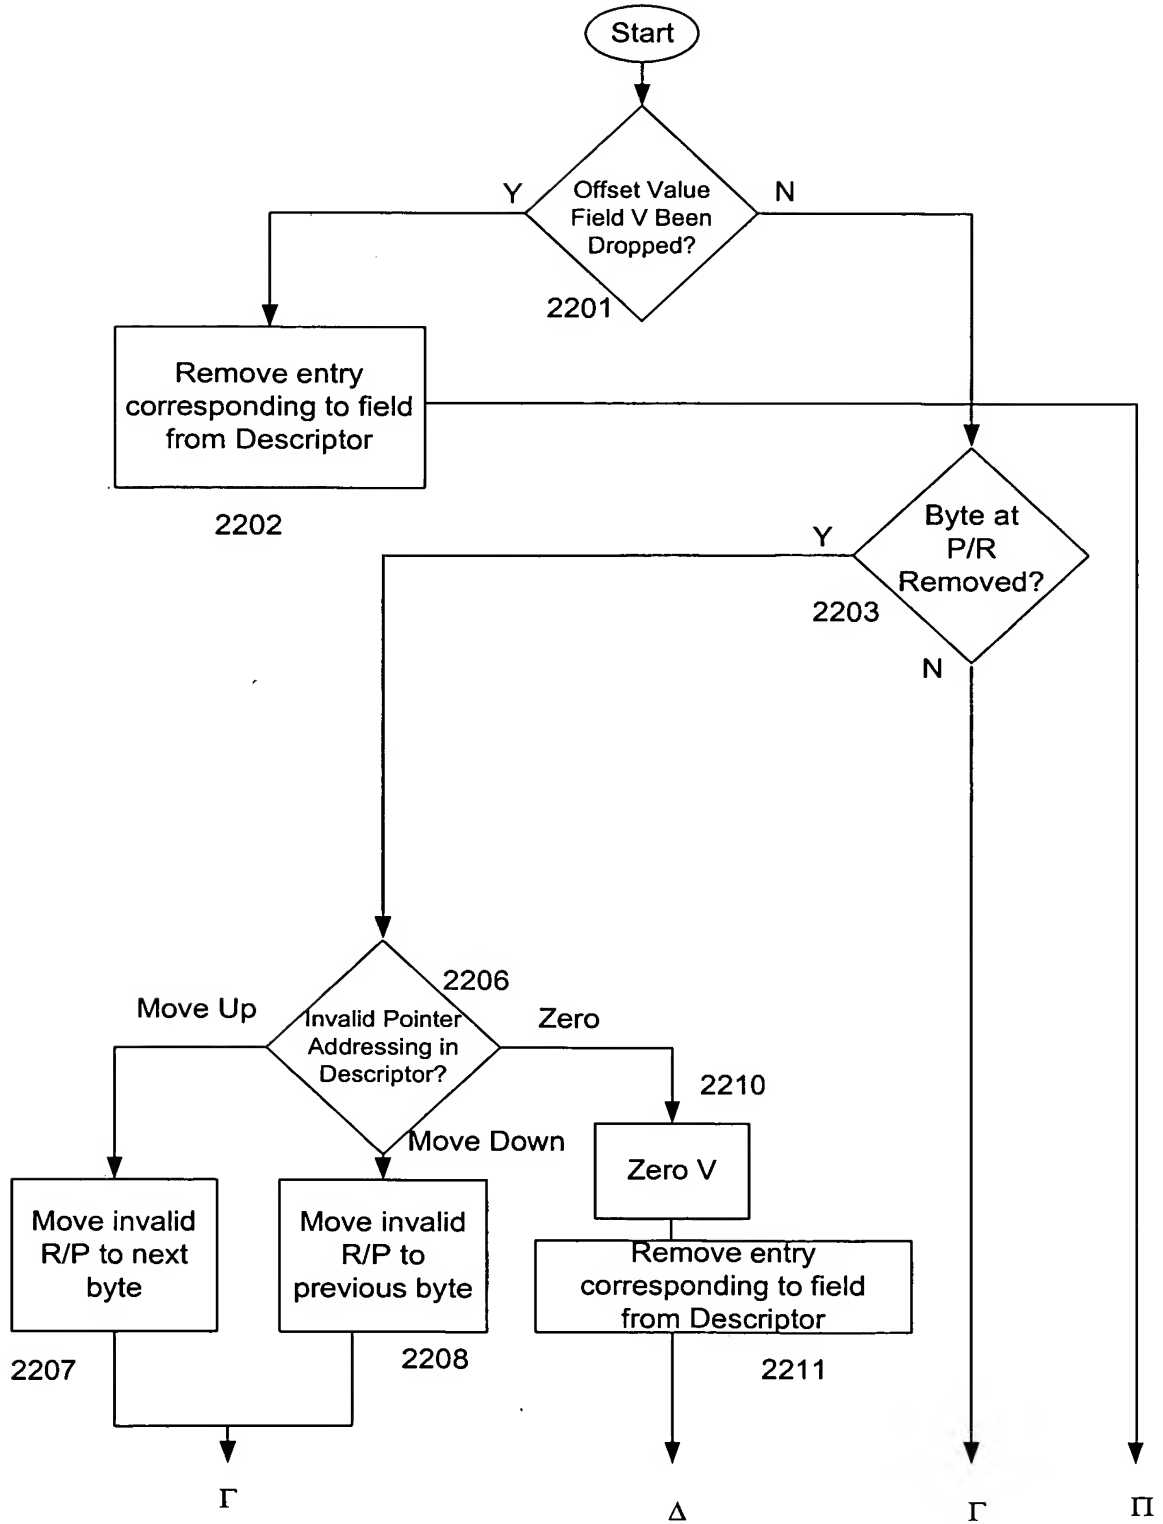 Start
Y
N
Offset Value
Field V Been
Dropped?
2201
Remove entry
corresponding to field
from Descriptor
2202
Y
Byte at
P/R
Removed?
2203
N
2206
Move Up
Invalid Pointer
Addressing in
Descriptor?
Zero
2210
Move Down
Zero V
Move invalid
R/P to next
byte
Move invalid
R/P to
previous byte
Remove entry
corresponding to field
from Descriptor
2207
2208
2211
Γ
Δ
Γ
Π